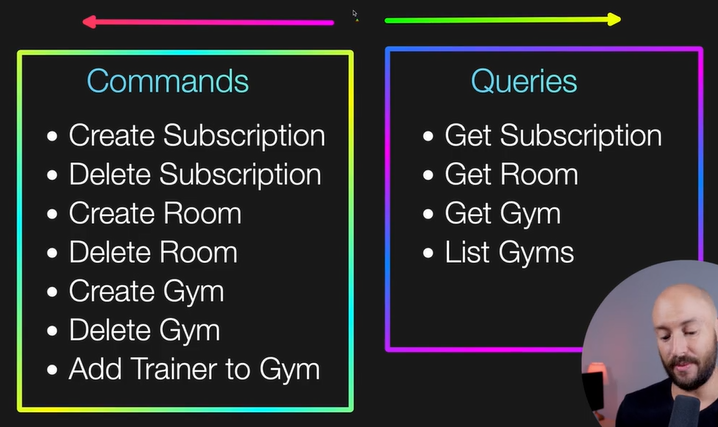 Commands
• Create Subscription
• Delete Subscription
• Create Room
• Delete Room
• Create Gym
• Delete Gym
• Add Trainer to Gym
Queries
• Get Subscription
• Get Room
• Get Gym
• List Gyms